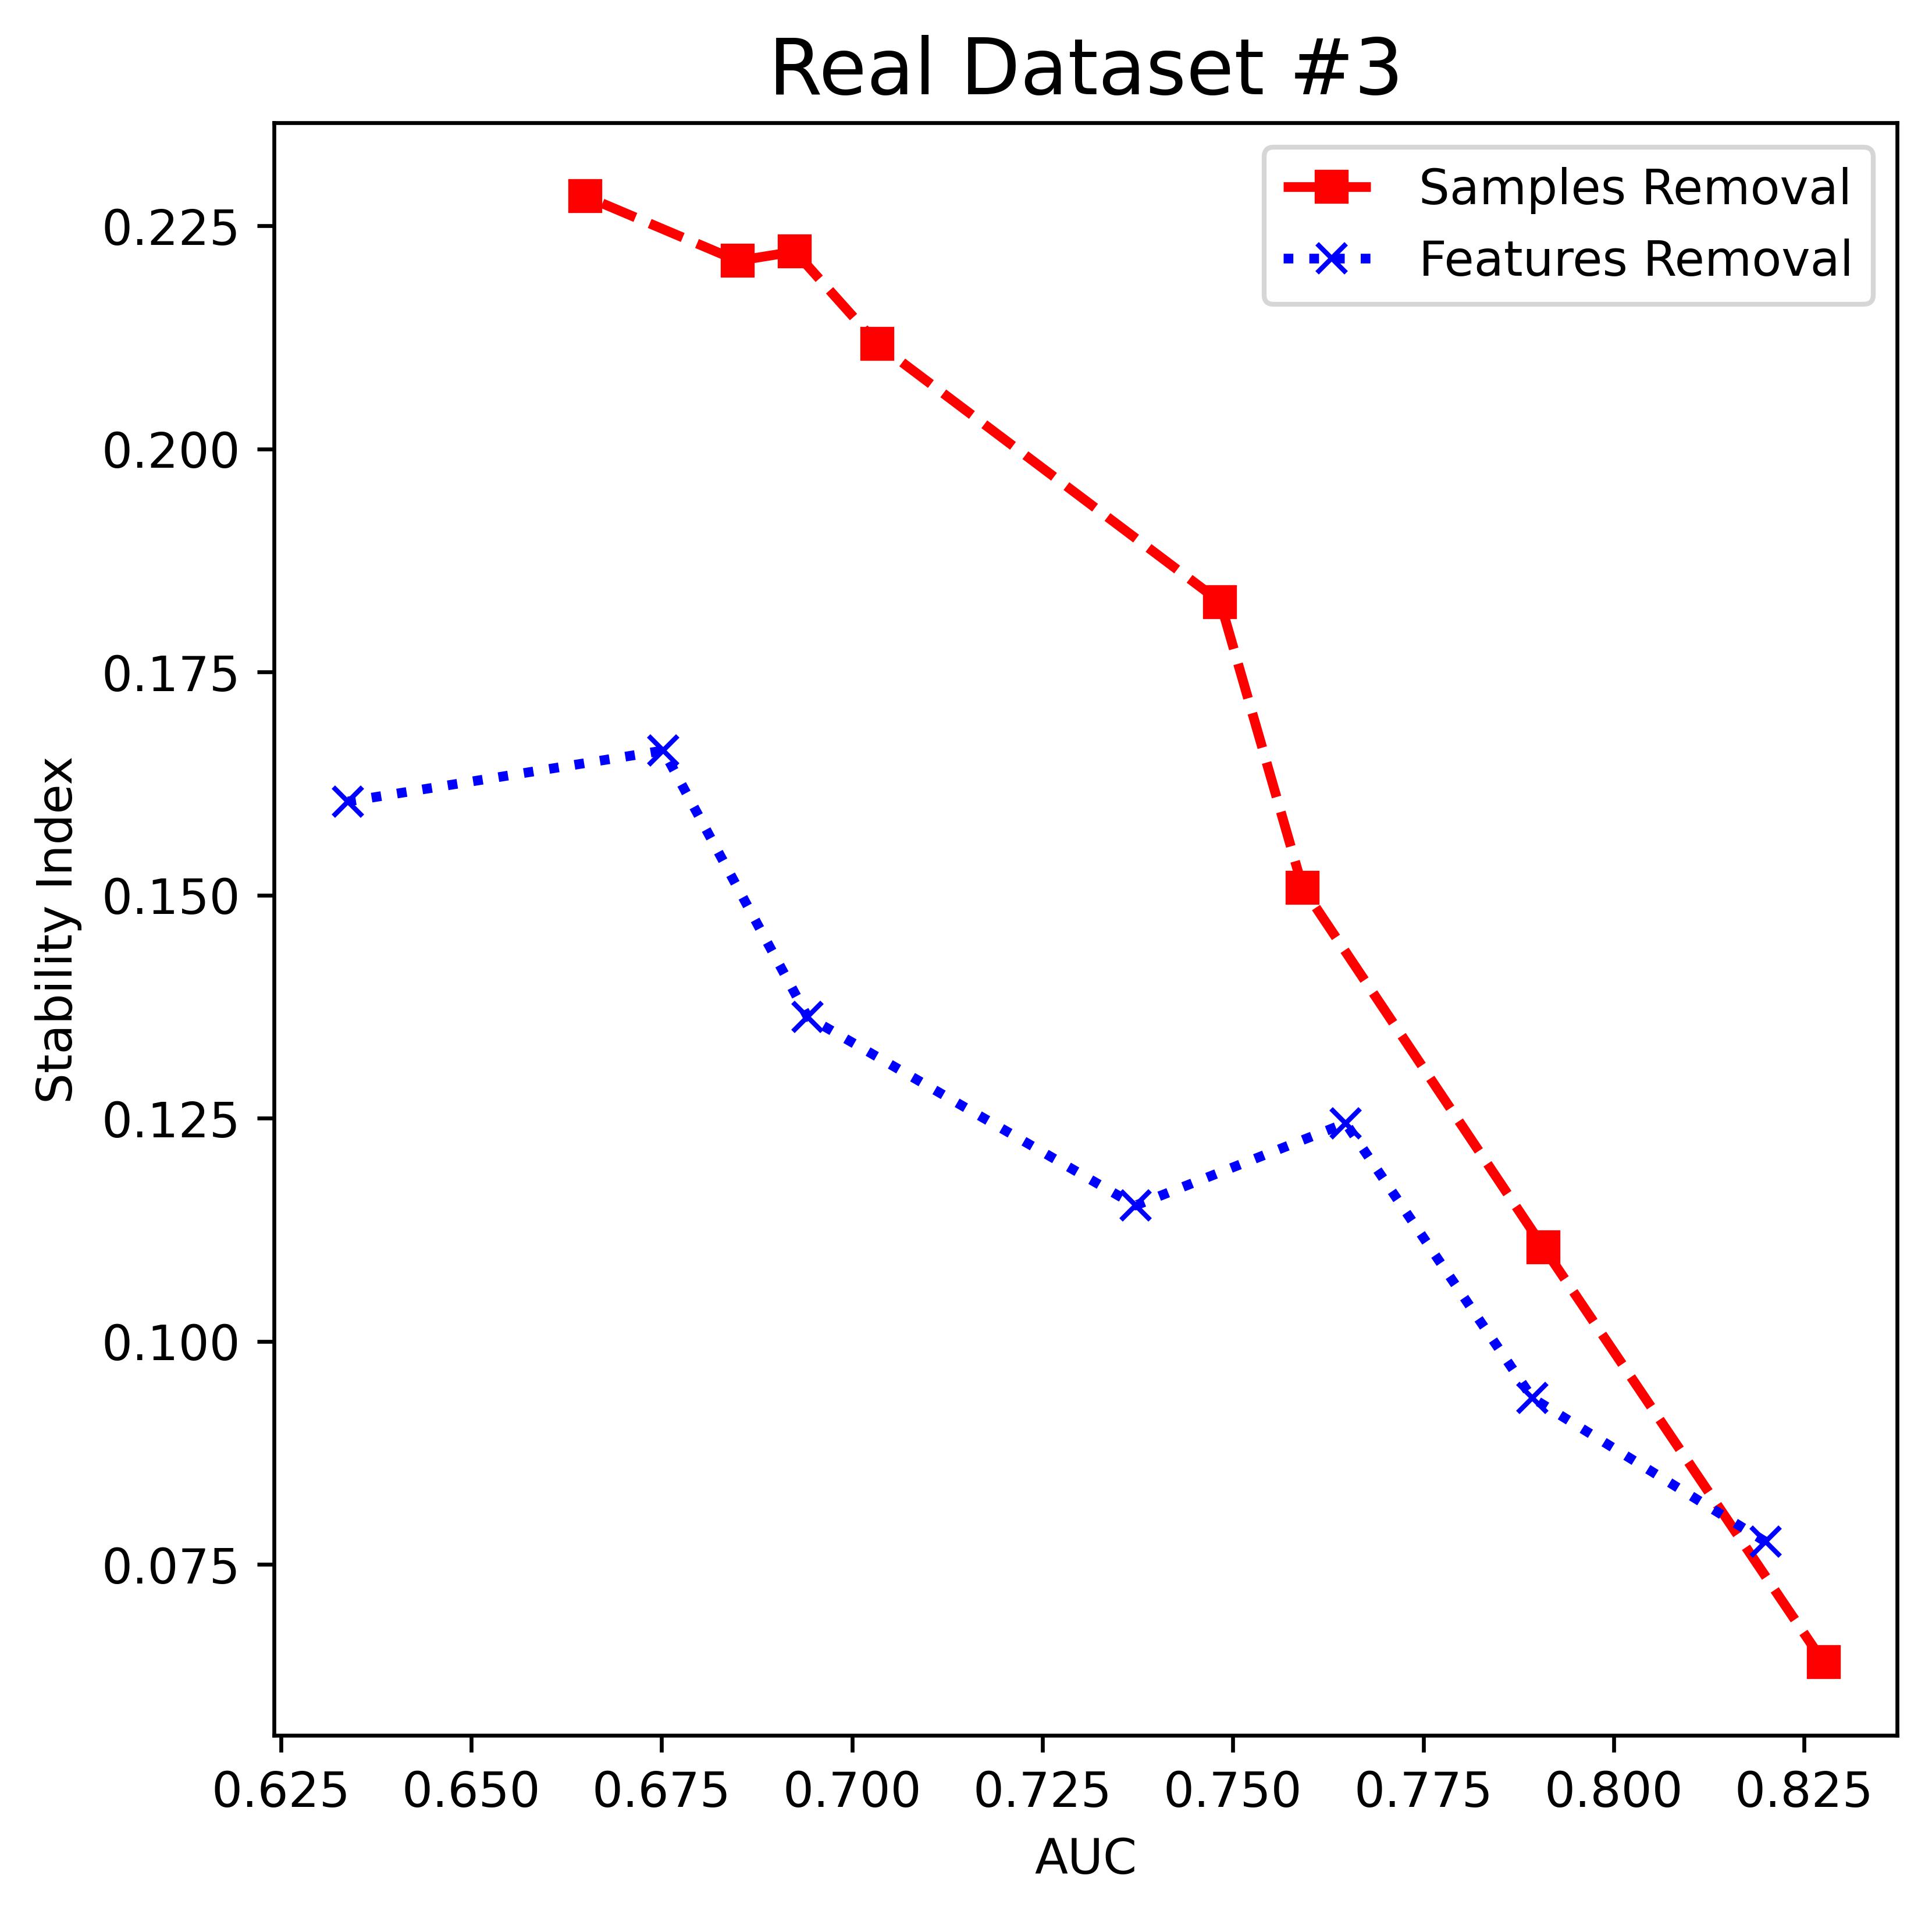 Real Dataset #3
Samples Removal
Features Removal
0.225
0.200
0.175
0.150
0.125
0.100
0.075
Stability Index
0.625 0.650 0.675 0.700 0.725 0.750 0.775 0.800 0.825
AUC